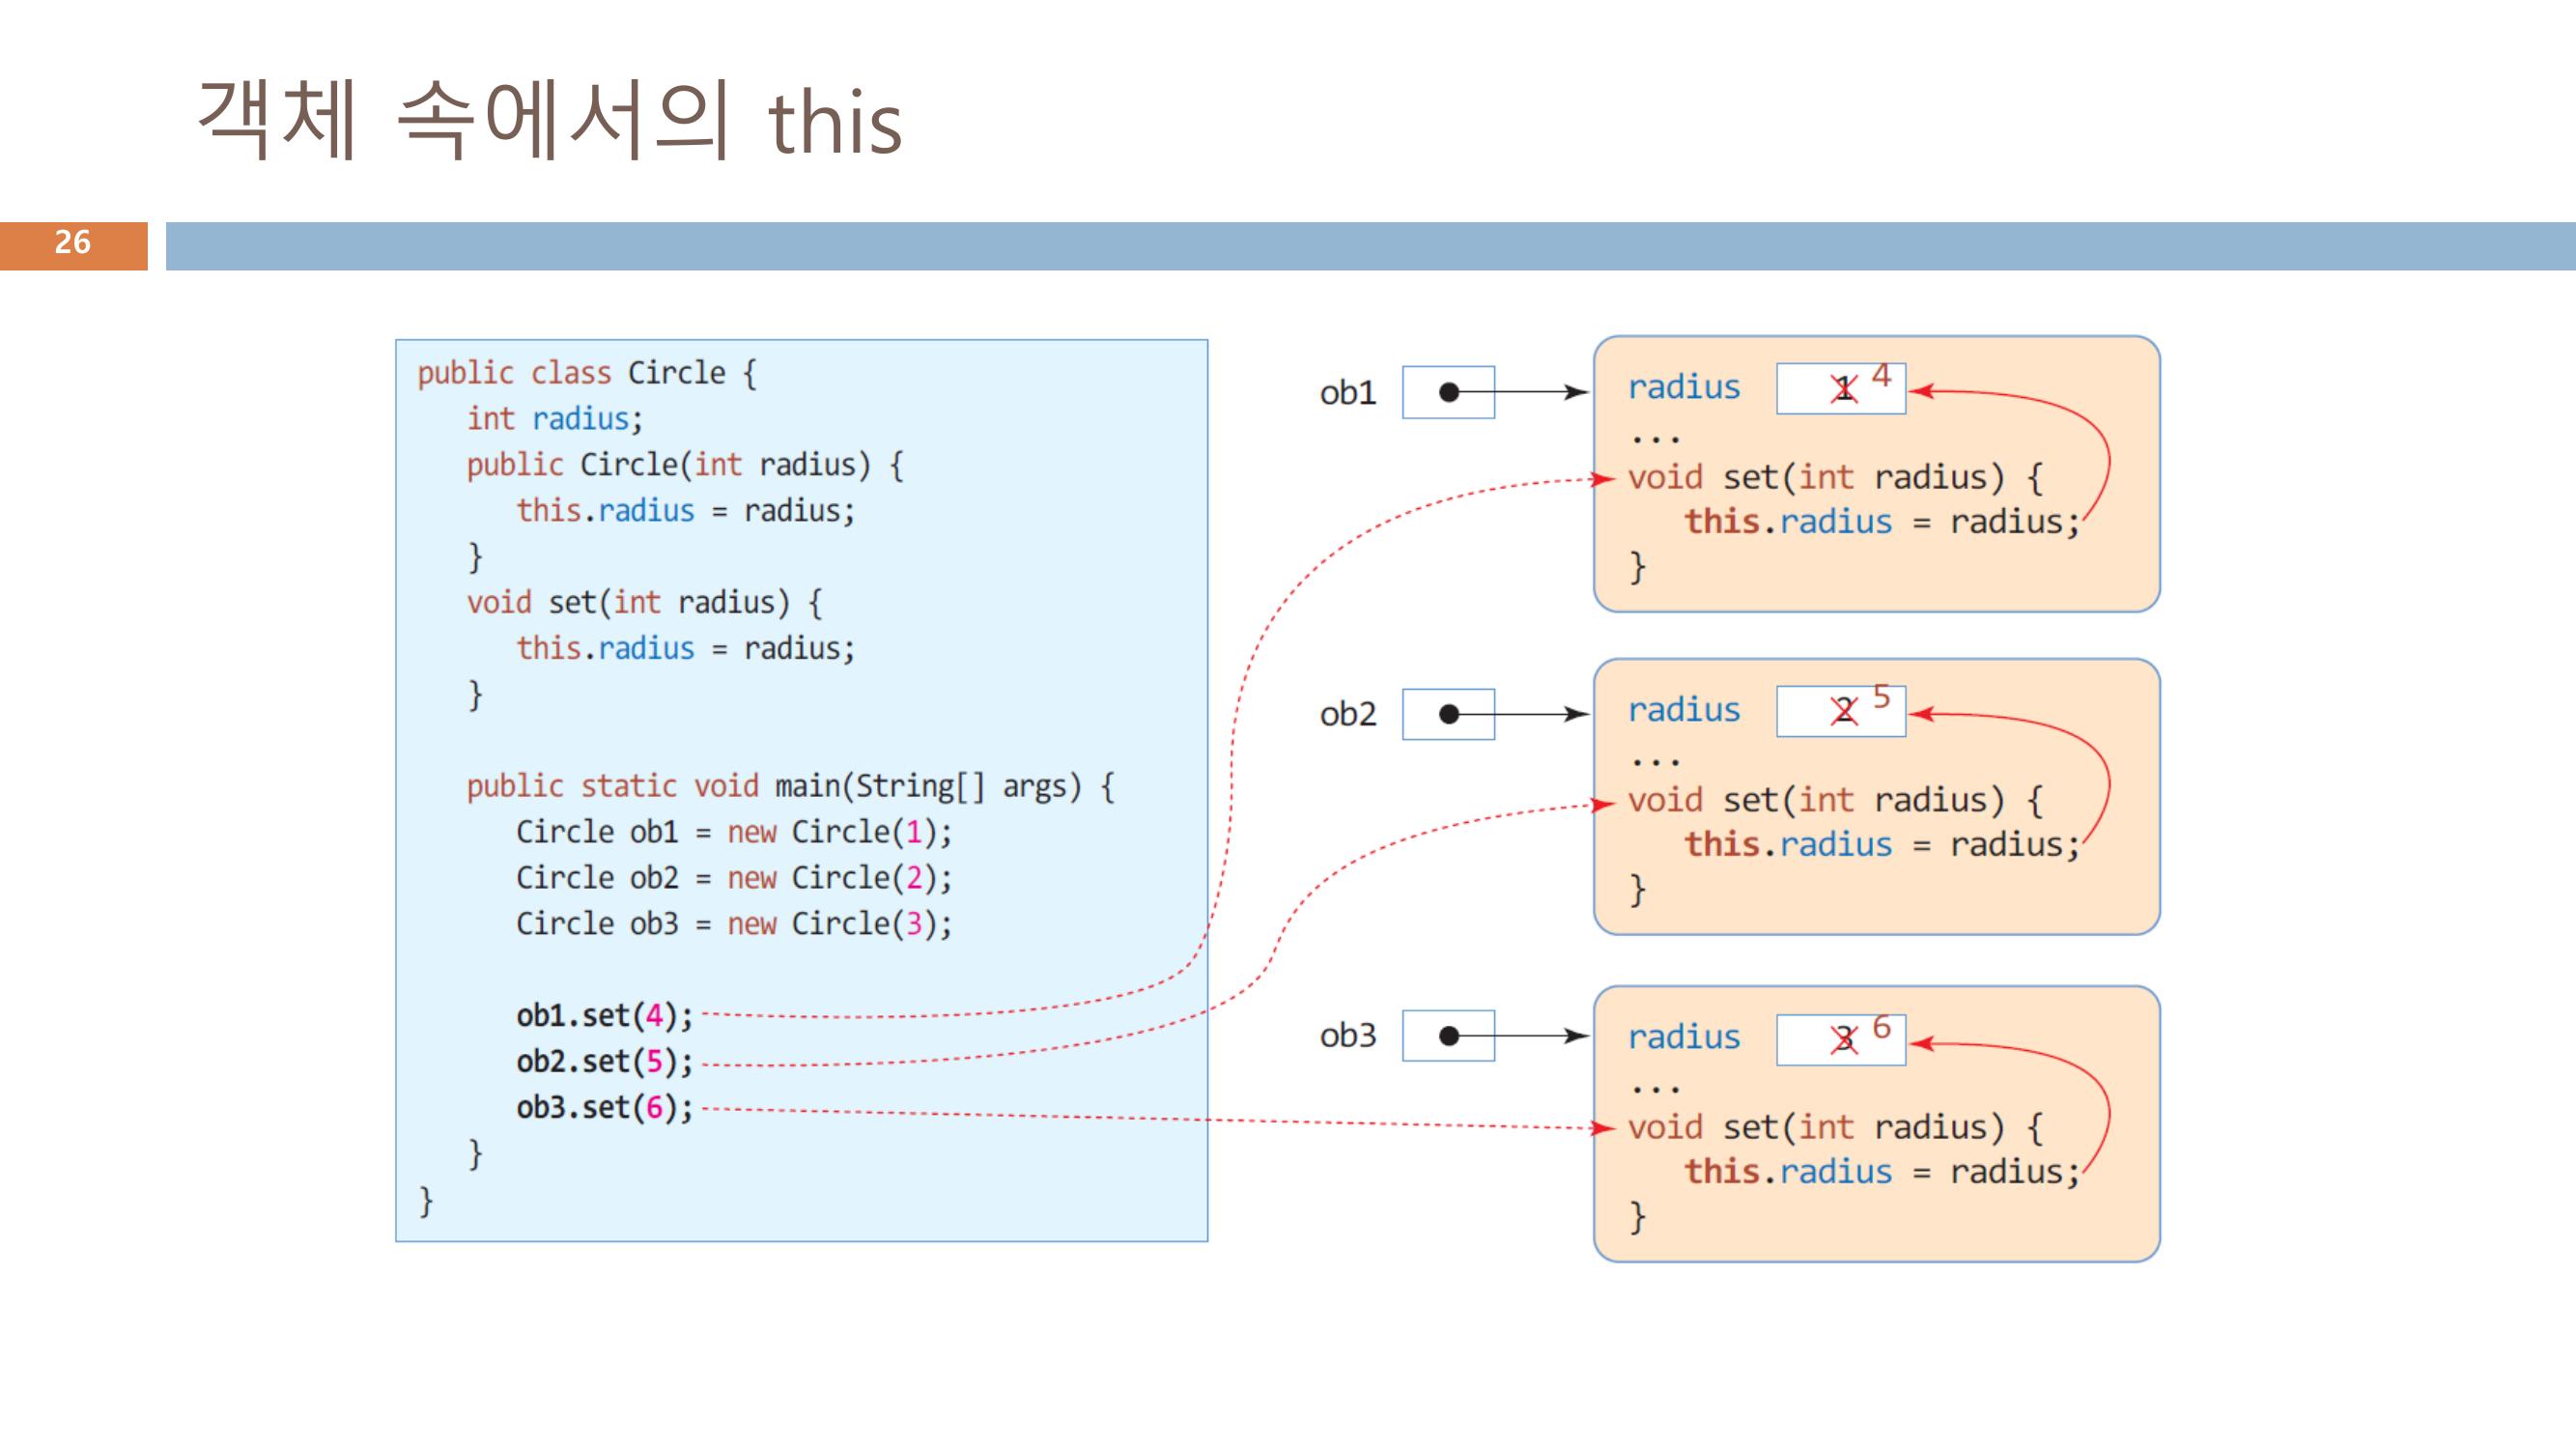 객체 속에서의 this
26
public class Circle {
int radius;
public Circle(int radius) {
this.radius = radius;
}
void set(int radius) {
this.radius = radius;
}
public static void main(String[] args) {
Circle ob1 = new Circle(1);
Circle ob2 = new Circle(2);
Circle ob3 = new Circle(3);
ob1.set(4);
ob2.set(5);
ob3.set(6);
}
}
ob1
radius 1 4
...
void set(int radius) {
this.radius = radius;
}
ob2
radius 2 5
...
void set(int radius) {
this.radius = radius;
}
ob3
radius 3 6
...
void set(int radius) {
this.radius = radius;
}